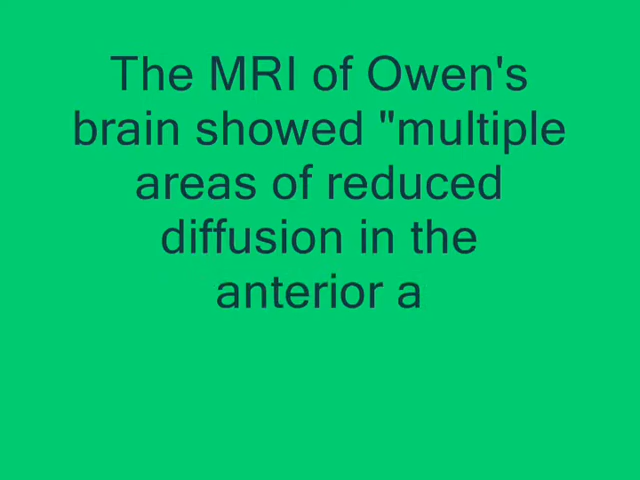 The MRI of Owen's
brain showed "multiple
areas of reduced
diffusion in the
anterior a